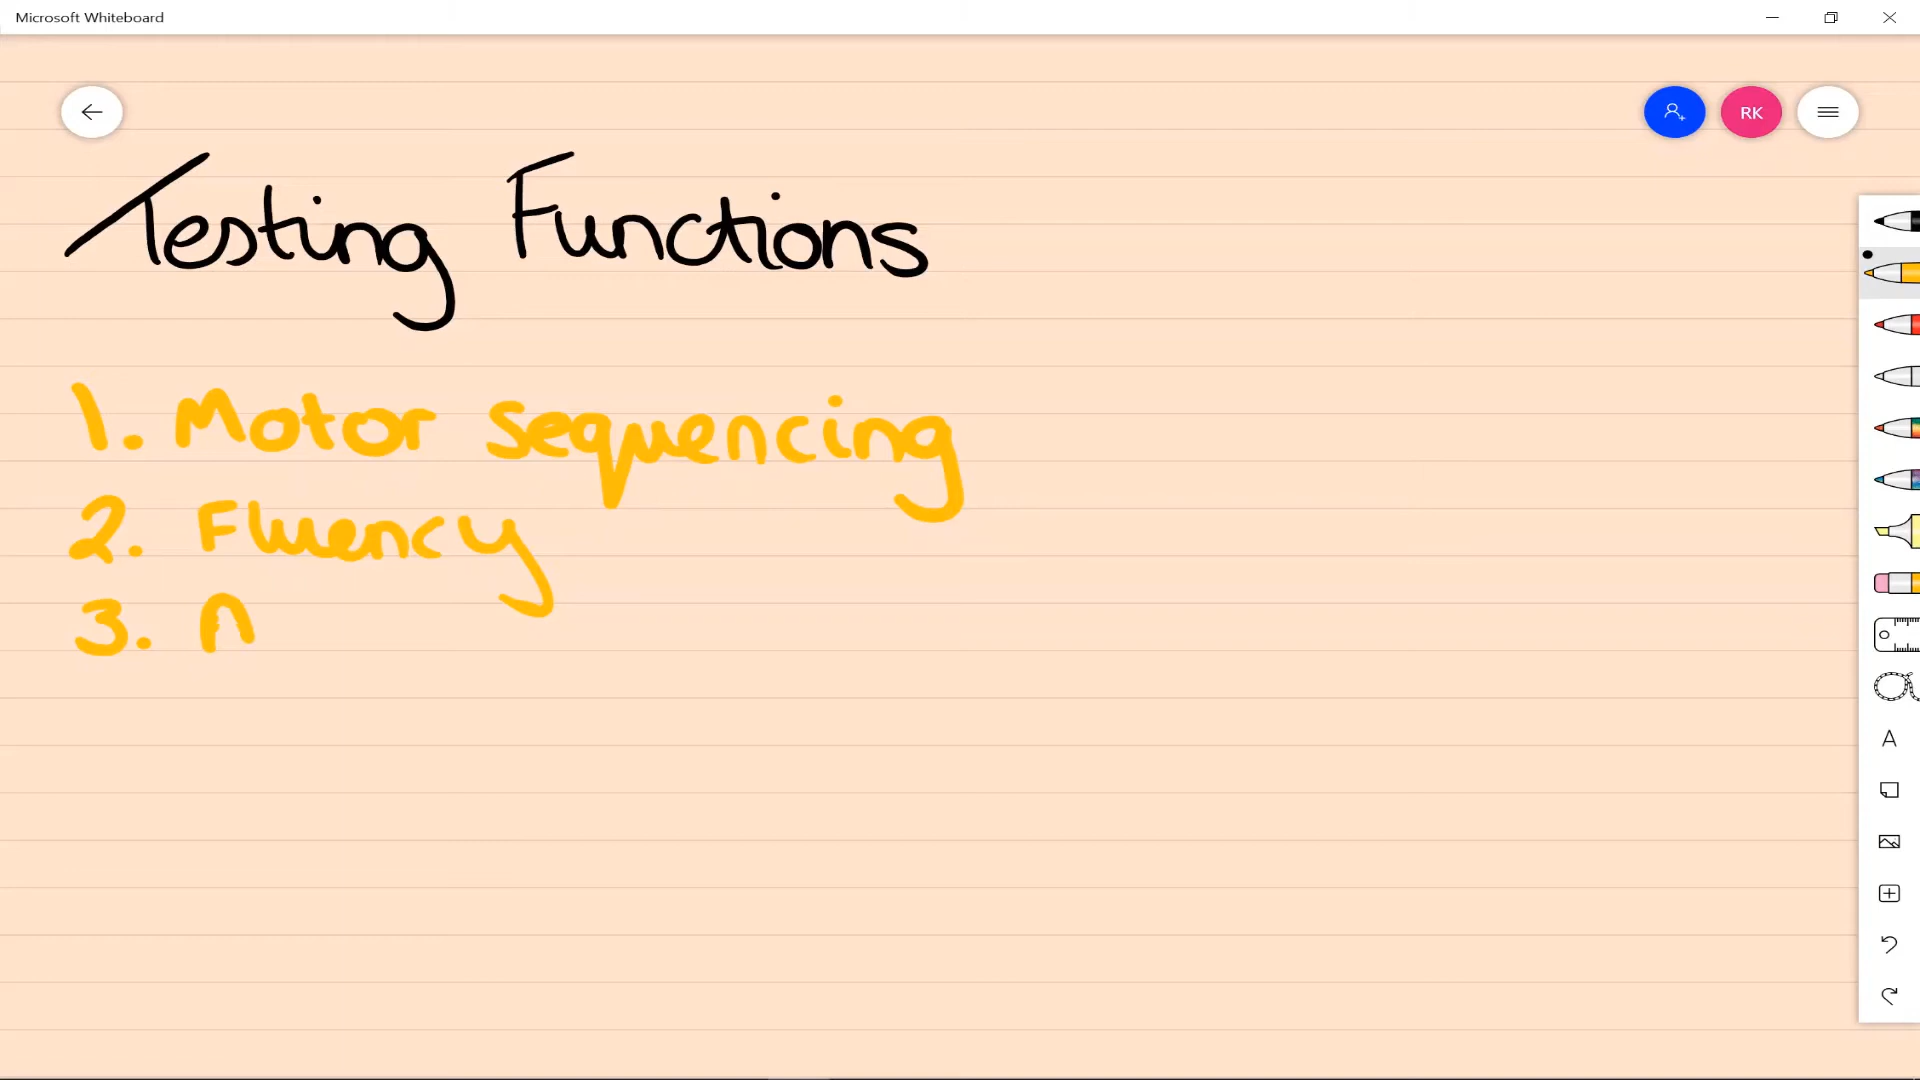 Microsoft Whiteboard
RK
Testing Functions
1. Motor sequencing
2. Fluency
3. n
A